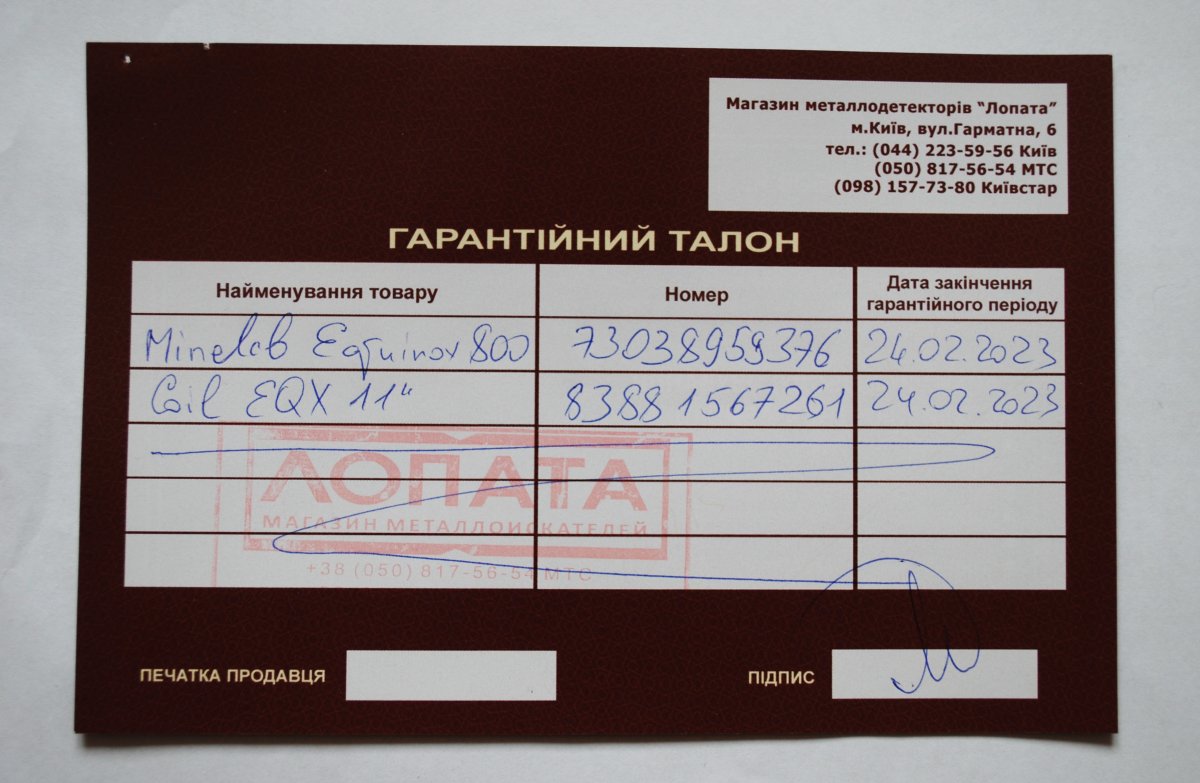 Магазин металлодетекторів "Лопата"
м.Київ, вул.Гарматна, 6
тел.: (044) 223-59-56 Київ
(050) 817-56-54 МТС
(098) 157-73-80 Київстар
ГАРАНТІЙНИЙ ТАЛОН
Найменування товару Номер Дата закінчення гарантійного періоду
Minelab Equinox 800 73038959376 24.02.2023
Coil EQX 11" 83881567261 24.02.2023
ЛОПАТА
МАГАЗИН МЕТАЛЛОИСКАТЕЛЕЙ
+38 (050) 817-56-54 МТС
ПЕЧАТКА ПРОДАВЦЯ ПІДПИС